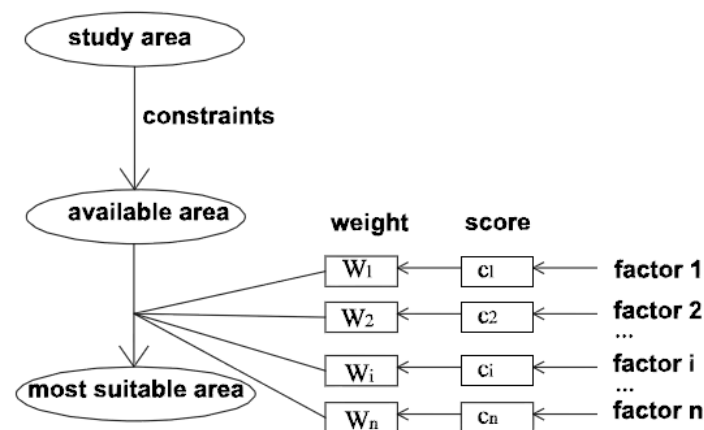 study area
constraints
available area
weight score
W1 c1 factor 1
W2 c2 factor 2
...
Wi ci factor i
...
most suitable area
Wn cn factor n